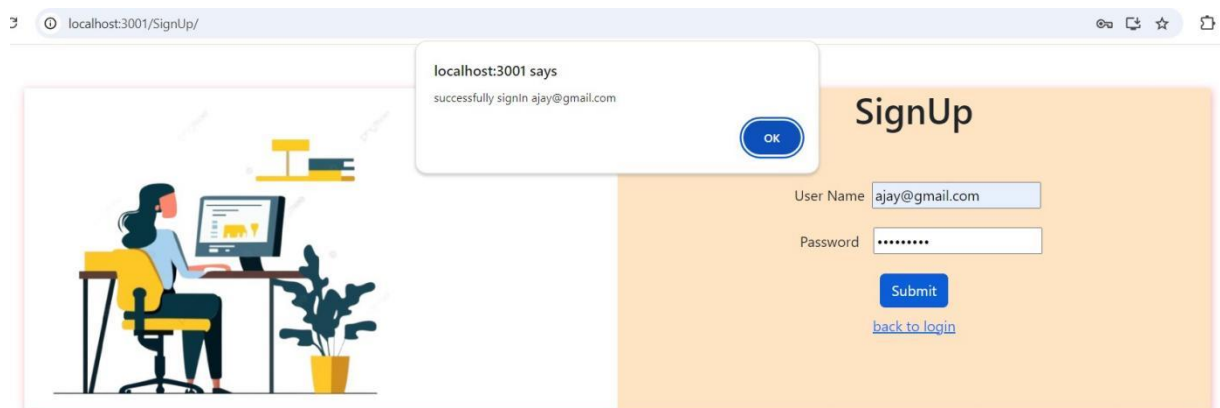 localhost:3001/SignUp/
localhost:3001 says
successfully signIn ajay@gmail.com
OK
SignUp
User Name ajay@gmail.com
Password •••••••••
Submit
back to login